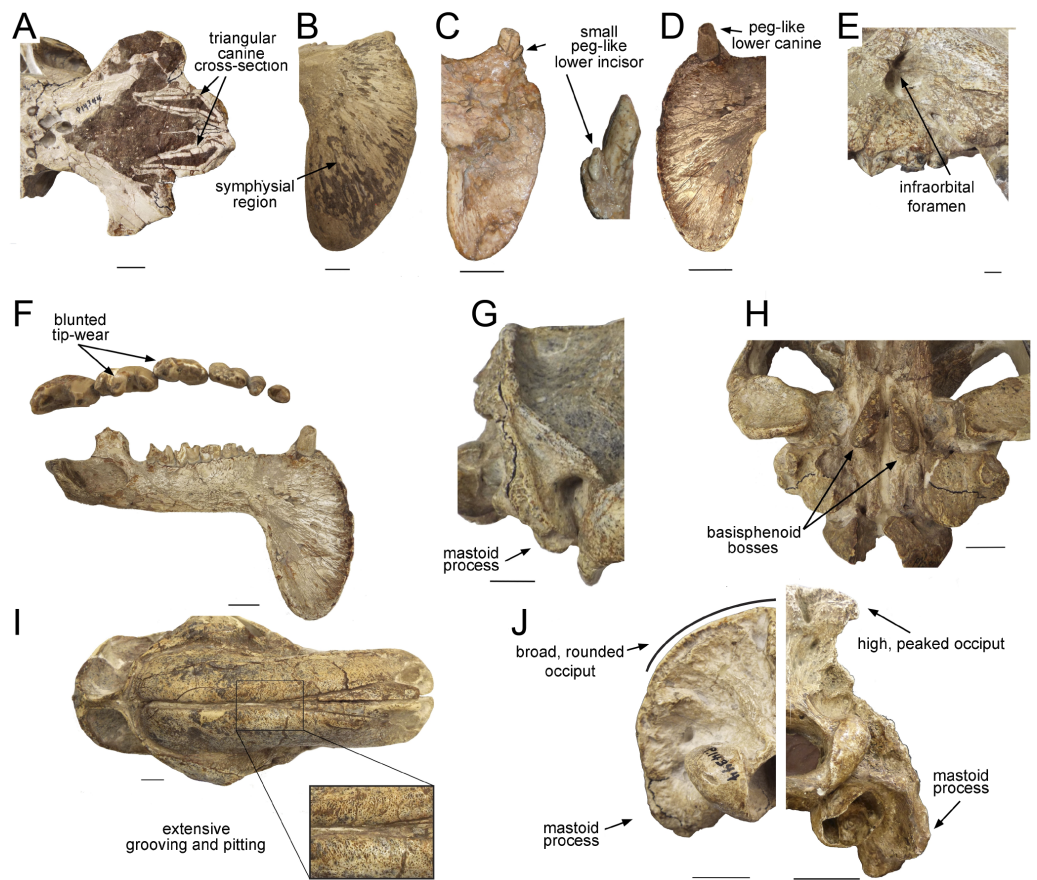 A
triangular
canine
cross-section
P14344
symphysial
region
B
C
small
peg-like
lower incisor
D
peg-like
lower canine
E
infraorbital
foramen
F
blunted
tip-wear
G
mastoid
process
H
basisphenoid
bosses
I
extensive
grooving and pitting
J
broad, rounded
occiput
P14344
mastoid
process
high, peaked occiput
mastoid
process